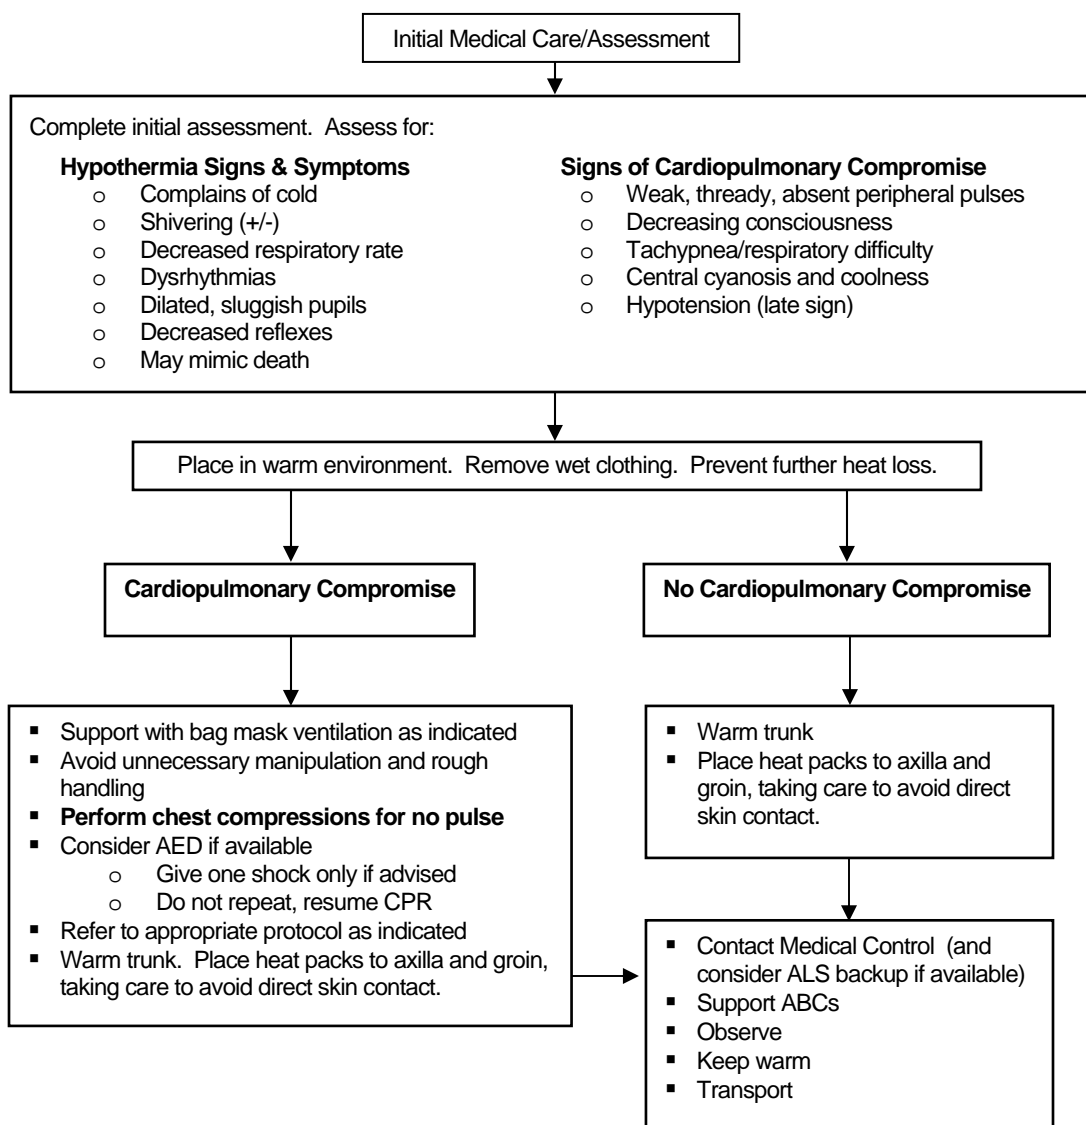 Initial Medical Care/Assessment
Complete initial assessment.  Assess for:
Hypothermia Signs & Symptoms
o Complains of cold
o Shivering (+/-)
o Decreased respiratory rate
o Dysrhythmias
o Dilated, sluggish pupils
o Decreased reflexes
o May mimic death
Signs of Cardiopulmonary Compromise
o Weak, thready, absent peripheral pulses
o Decreasing consciousness
o Tachypnea/respiratory difficulty
o Central cyanosis and coolness
o Hypotension (late sign)
Place in warm environment.  Remove wet clothing.  Prevent further heat loss.
Cardiopulmonary Compromise
▪ Support with bag mask ventilation as indicated
▪ Avoid unnecessary manipulation and rough
handling
▪ Perform chest compressions for no pulse
▪ Consider AED if available
o Give one shock only if advised
o Do not repeat, resume CPR
▪ Refer to appropriate protocol as indicated
▪ Warm trunk.  Place heat packs to axilla and groin,
taking care to avoid direct skin contact.
No Cardiopulmonary Compromise
▪ Warm trunk
▪ Place heat packs to axilla and
groin, taking care to avoid direct
skin contact.
▪ Contact Medical Control  (and
consider ALS backup if available)
▪ Support ABCs
▪ Observe
▪ Keep warm
▪ Transport